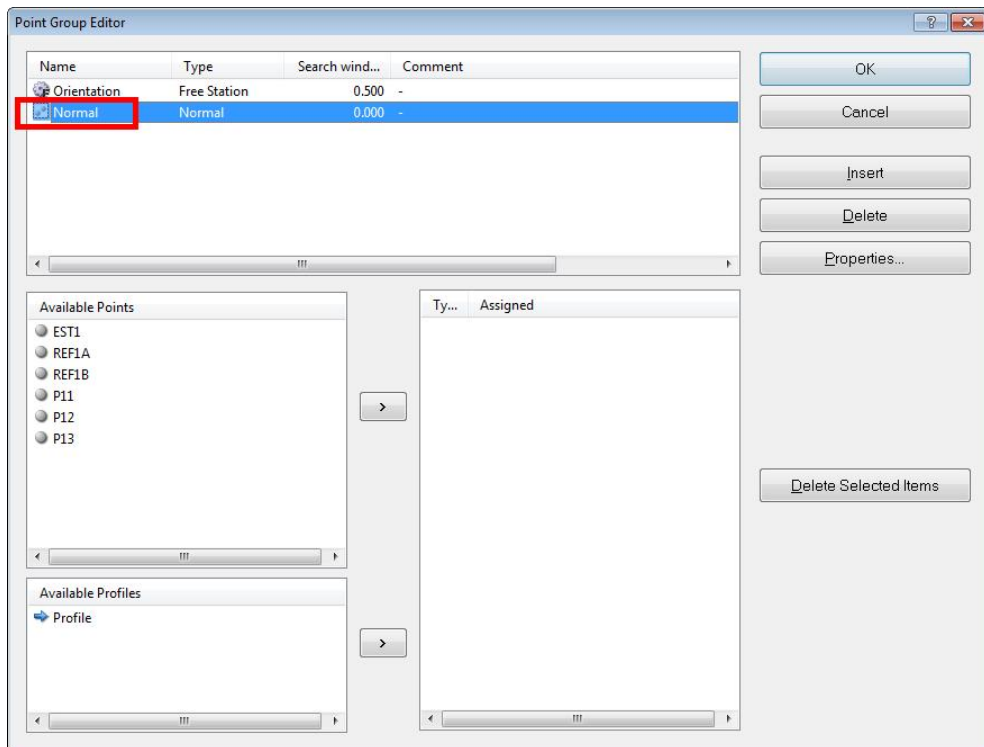 Point Group Editor
Name Type Search wind... Comment
Orientation Free Station 0.500 -
Normal Normal 0.000 -
OK
Cancel
Insert
Delete
Properties...
Available Points
EST1
REF1A
REF1B
P11
P12
P13
>
Ty... Assigned
Delete Selected Items
Available Profiles
Profile
>